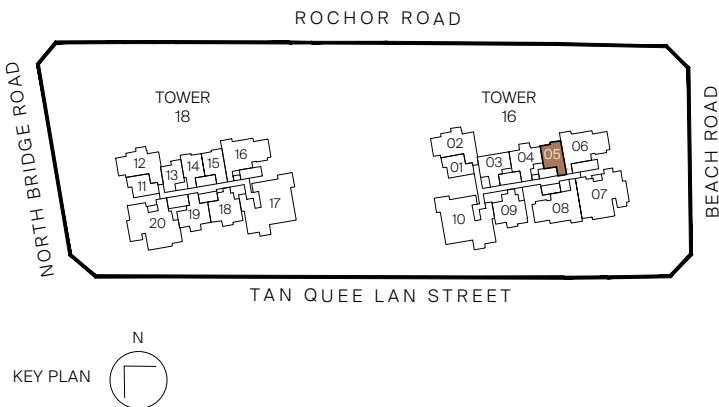 ROCHOR ROAD
NORTH BRIDGE ROAD
BEACH ROAD
TOWER
18
TOWER
16
12
11
13
14
15
16
20
19
18
17
02
01
03
04
05
06
10
09
08
07
TAN QUEE LAN STREET
N
KEY PLAN